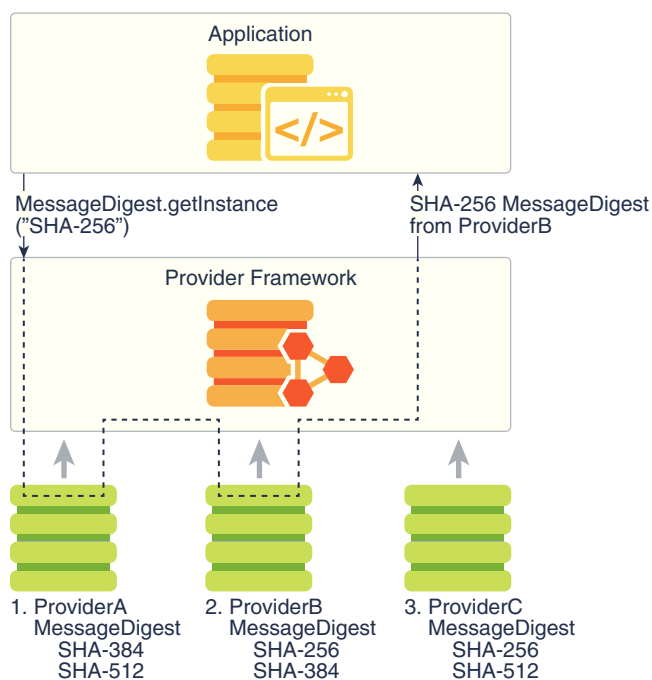 Application
</>
MessageDigest.getInstance
(”SHA-256”)
SHA-256 MessageDigest
from ProviderB
Provider Framework
1. ProviderA
MessageDigest
SHA-384
SHA-512
2. ProviderB
MessageDigest
SHA-256
SHA-384
3. ProviderC
MessageDigest
SHA-256
SHA-512